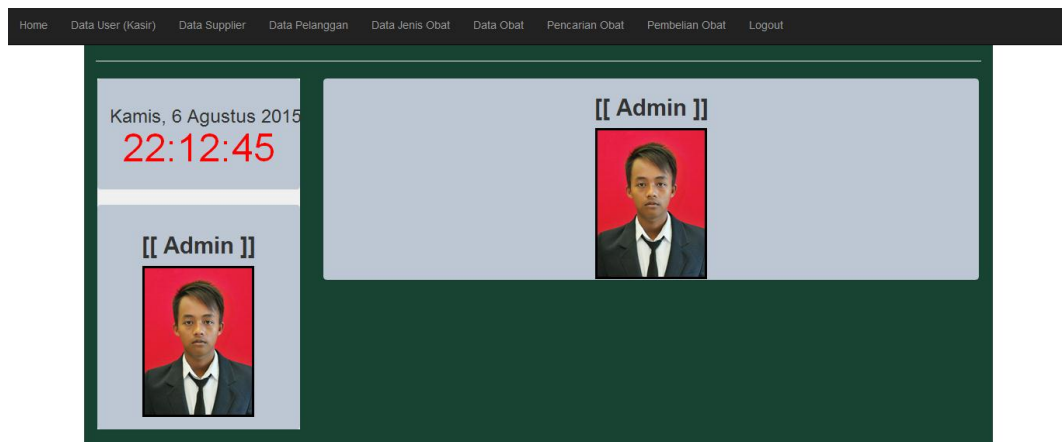 Home Data User (Kasir) Data Supplier Data Pelanggan Data Jenis Obat Data Obat Pencarian Obat Pembelian Obat Logout
Kamis, 6 Agustus 2015
22:12:45
[[ Admin ]]
[[ Admin ]]